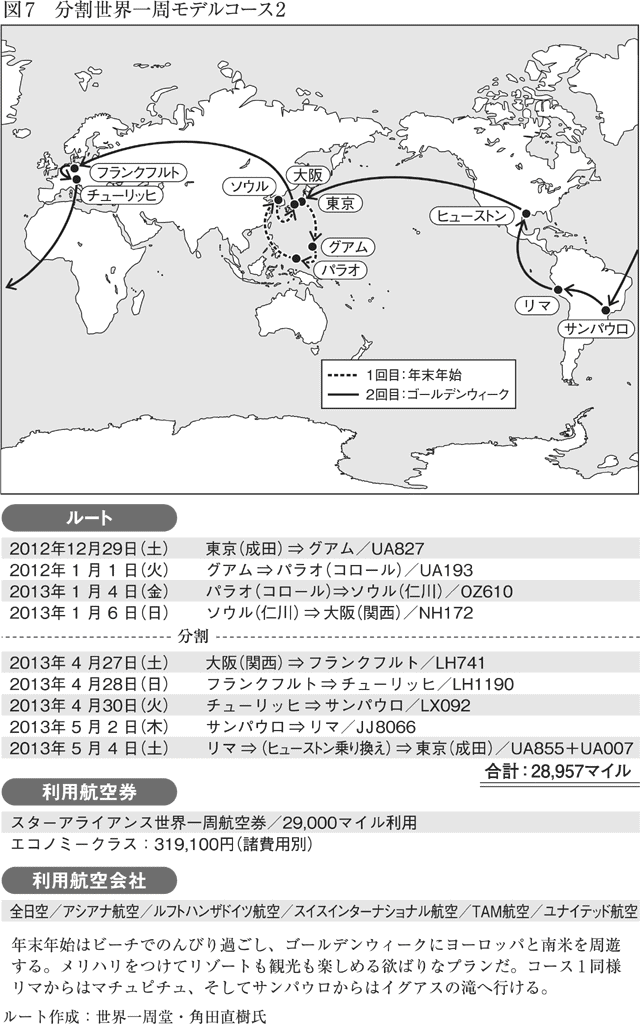 図7 分割世界一周モデルコース2
フランクフルト
チューリッヒ
ソウル
大阪
東京
グアム
パラオ
ヒューストン
リマ
サンパウロ
1回目：年末年始
2回目：ゴールデンウィーク
ルート
2012年12月29日（土） 東京（成田）⇒グアム／UA827
2012年1月1日（火） グアム⇒パラオ（コロール）／UA193
2013年1月4日（金） パラオ（コロール）⇒ソウル（仁川）／OZ610
2013年1月6日（日） ソウル（仁川）⇒大阪（関西）／NH172
分割
2013年4月27日（土） 大阪（関西）⇒フランクフルト／LH741
2013年4月28日（日） フランクフルト⇒チューリッヒ／LH1190
2013年4月30日（火） チューリッヒ⇒サンパウロ／LX092
2013年5月2日（木） サンパウロ⇒リマ／JJ8066
2013年5月4日（土） リマ⇒（ヒューストン乗り換え）⇒東京（成田）／UA855＋UA007
合計：28,957マイル
利用航空券
スターアライアンス世界一周航空券／29,000マイル利用
エコノミークラス：319,100円（諸費用別）
利用航空会社
全日空／アシアナ航空／ルフトハンザドイツ航空／スイスインターナショナル航空／TAM航空／ユナイテッド航空
年末年始はビーチでのんびり過ごし、ゴールデンウィークにヨーロッパと南米を周遊
する。メリハリをつけてリゾートも観光も楽しめる欲ばりなプランだ。コース1同様
リマからはマチュピチュ、そしてサンパウロからはイグアスの滝へ行ける。
ルート作成：世界一周堂・角田直樹氏